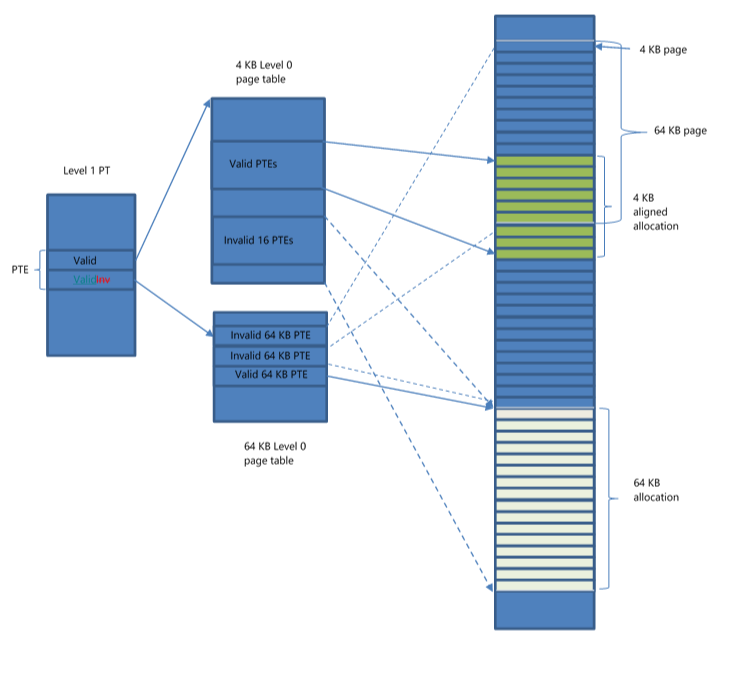 4 KB page
4 KB Level 0
page table
64 KB page
Valid PTEs
Level 1 PT
4 KB
aligned
allocation
Invalid 16 PTEs
Valid
PTE
ValidInv
Invalid 64 KB PTE
Invalid 64 KB PTE
Valid 64 KB PTE
64 KB Level 0
page table
64 KB
allocation